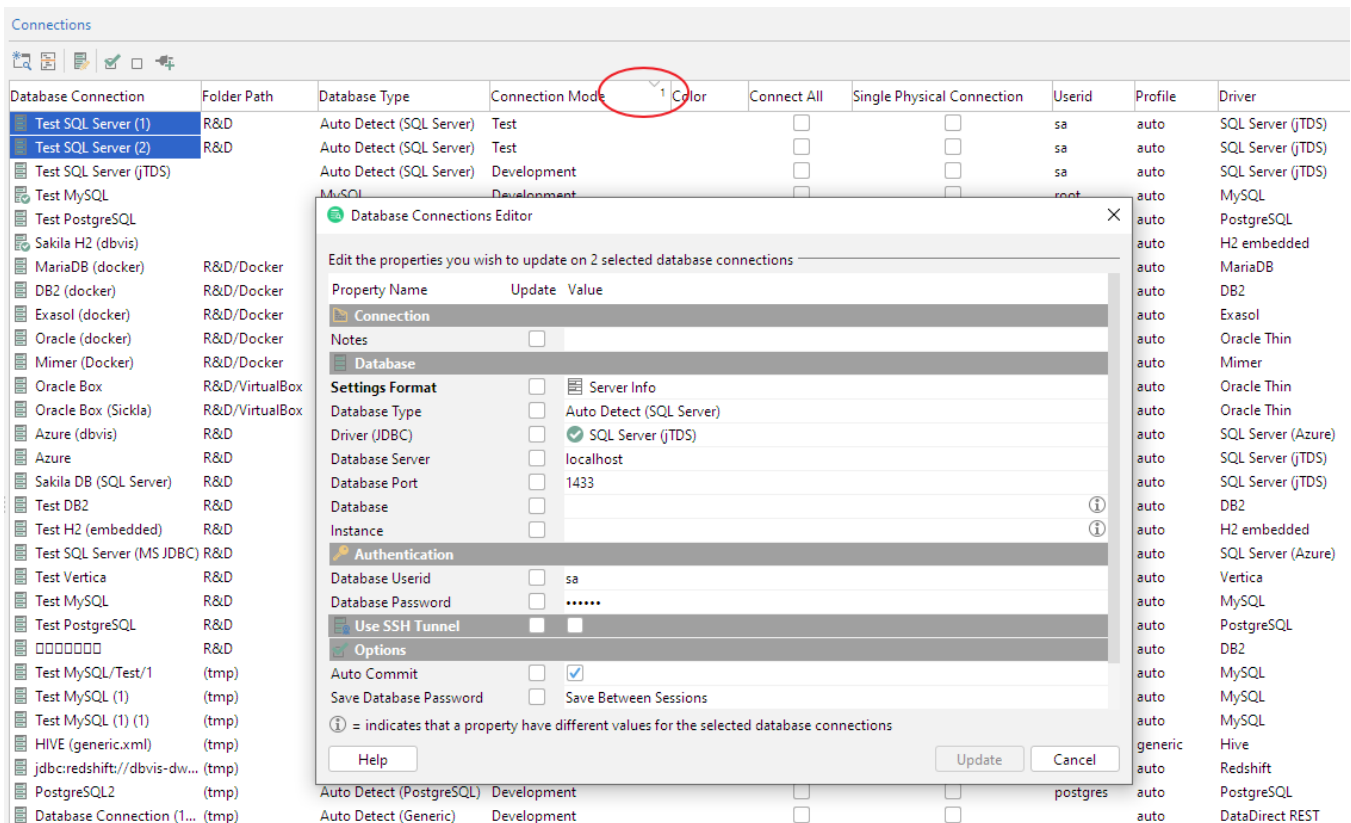 Connections
Database Connection Folder Path Database Type Connection Mode 1 Color Connect All Single Physical Connection Userid Profile Driver
Test SQL Server (1) R&D Auto Detect (SQL Server) Test sa auto SQL Server (jTDS)
Test SQL Server (2) R&D Auto Detect (SQL Server) Test sa auto SQL Server (jTDS)
Test SQL Server (jTDS) Auto Detect (SQL Server) Development sa auto SQL Server (jTDS)
Test MySQL MySQL Development root auto MySQL
Test PostgreSQL auto PostgreSQL
Sakila H2 (dbvis) auto H2 embedded
MariaDB (docker) R&D/Docker auto MariaDB
DB2 (docker) R&D/Docker auto DB2
Exasol (docker) R&D/Docker auto Exasol
Oracle (docker) R&D/Docker auto Oracle Thin
Mimer (Docker) R&D/Docker auto Mimer
Oracle Box R&D/VirtualBox auto Oracle Thin
Oracle Box (Sickla) R&D/VirtualBox auto Oracle Thin
Azure (dbvis) R&D auto SQL Server (Azure)
Azure R&D auto SQL Server (jTDS)
Sakila DB (SQL Server) R&D auto SQL Server (jTDS)
Test DB2 R&D auto DB2
Test H2 (embedded) R&D auto H2 embedded
Test SQL Server (MS JDBC) R&D auto SQL Server (Azure)
Test Vertica R&D auto Vertica
Test MySQL R&D auto MySQL
Test PostgreSQL R&D auto PostgreSQL
□□□□□□□ R&D auto DB2
Test MySQL/Test/1 (tmp) auto MySQL
Test MySQL (1) (tmp) auto MySQL
Test MySQL (1) (1) (tmp) auto MySQL
HIVE (generic.xml) (tmp) generic Hive
jdbc:redshift://dbvis-dw... (tmp) auto Redshift
PostgreSQL2 (tmp) Auto Detect (PostgreSQL) Development postgres auto PostgreSQL
Database Connection (1... (tmp) Auto Detect (Generic) Development auto DataDirect REST
Database Connections Editor
Edit the properties you wish to update on 2 selected database connections
Property Name Update Value
Connection
Notes
Database
Settings Format Server Info
Database Type Auto Detect (SQL Server)
Driver (JDBC) SQL Server (jTDS)
Database Server localhost
Database Port 1433
Database
Instance
Authentication
Database Userid sa
Database Password ••••••
Use SSH Tunnel
Options
Auto Commit
Save Database Password Save Between Sessions
ⓘ = indicates that a property have different values for the selected database connections
Help Update Cancel